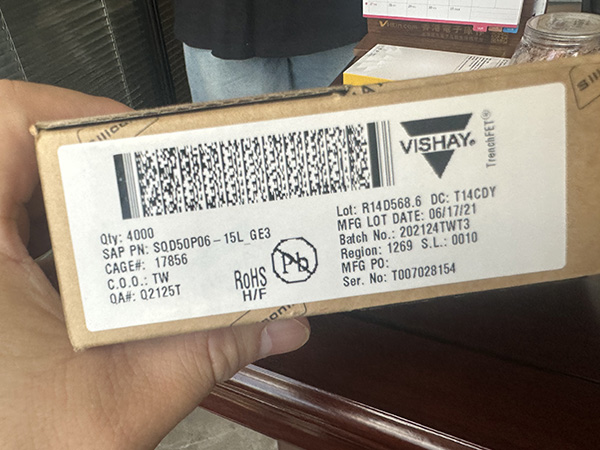 VISHAY®
TrenchFET®
Qty: 4000
SAP PN: SQD50P06-15L_GE3
CAGE#: 17856
C.O.O.: TW
QA#: Q2125T
RoHS
H/F
Pb
Lot: R14D568.6 DC: T14CDY
MFG LOT DATE: 06/17/21
Batch No.: 202124TWT3
Region: 1269 S.L.: 0010
MFG PO:
Ser. No: T007028154